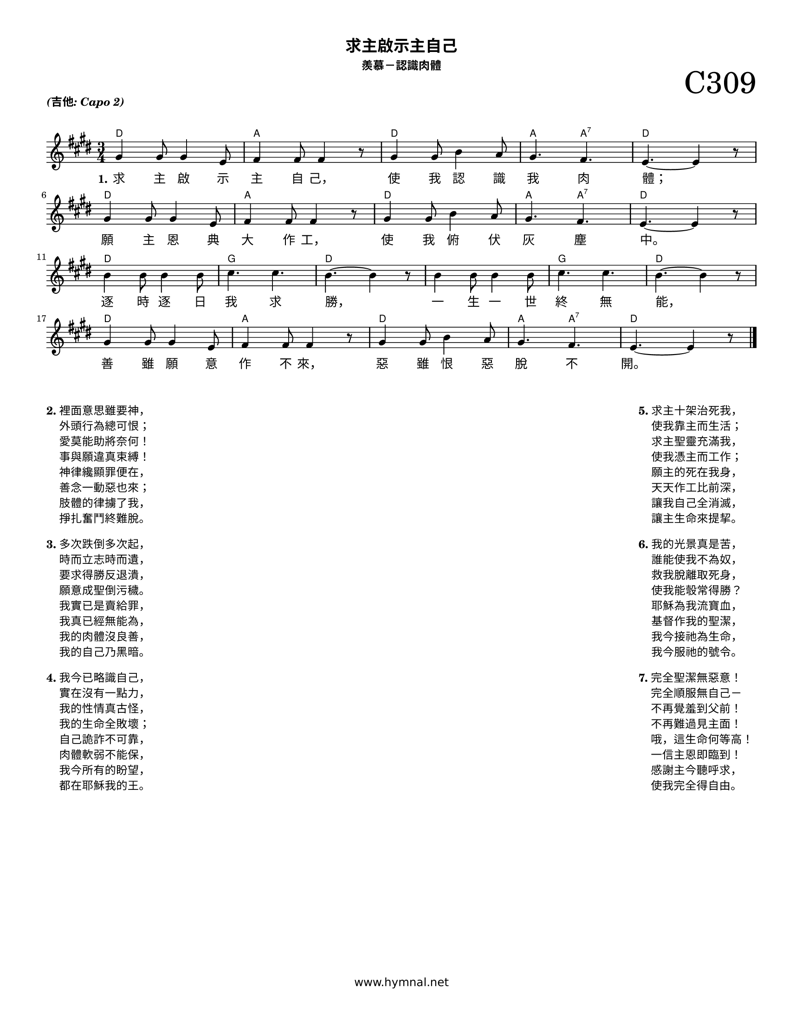 求主啟示主自己
羨慕－認識肉體
C309
(吉他: Capo 2)
D A D A A7 D
3 4
1. 求 主 啟 示 主 自 己， 使 我 認 識 我 肉 體；
6 D A D A A7 D
願 主 恩 典 大 作 工， 使 我 俯 伏 灰 塵 中。
11 D G D G D
逐 時 逐 日 我 求 勝， 一 生 一 世 終 無 能，
17 D A D A A7 D
善 雖 願 意 作 不 來， 惡 雖 恨 惡 脫 不 開。
2. 裡面意思雖要神，
外頭行為總可恨；
愛莫能助將奈何！
事與願違真束縛！
神律纔顯罪便在，
善念一動惡也來；
肢體的律擄了我，
掙扎奮鬥終難脫。
3. 多次跌倒多次起，
時而立志時而遺，
要求得勝反退潰，
願意成聖倒污穢。
我實已是賣給罪，
我真已經無能為，
我的肉體沒良善，
我的自己乃黑暗。
4. 我今已略識自己，
實在沒有一點力，
我的性情真古怪，
我的生命全敗壞；
自己詭詐不可靠，
肉體軟弱不能保，
我今所有的盼望，
都在耶穌我的王。
5. 求主十架治死我，
使我靠主而生活；
求主聖靈充滿我，
使我憑主而工作；
願主的死在我身，
天天作工比前深，
讓我自己全消滅，
讓主生命來提挈。
6. 我的光景真是苦，
誰能使我不為奴，
救我脫離取死身，
使我能彀常得勝？
耶穌為我流寶血，
基督作我的聖潔，
我今接祂為生命，
我今服祂的號令。
7. 完全聖潔無惡意！
完全順服無自己－
不再覺羞到父前！
不再難過見主面！
哦，這生命何等高！
一信主恩即臨到！
感謝主今聽呼求，
使我完全得自由。
www.hymnal.net